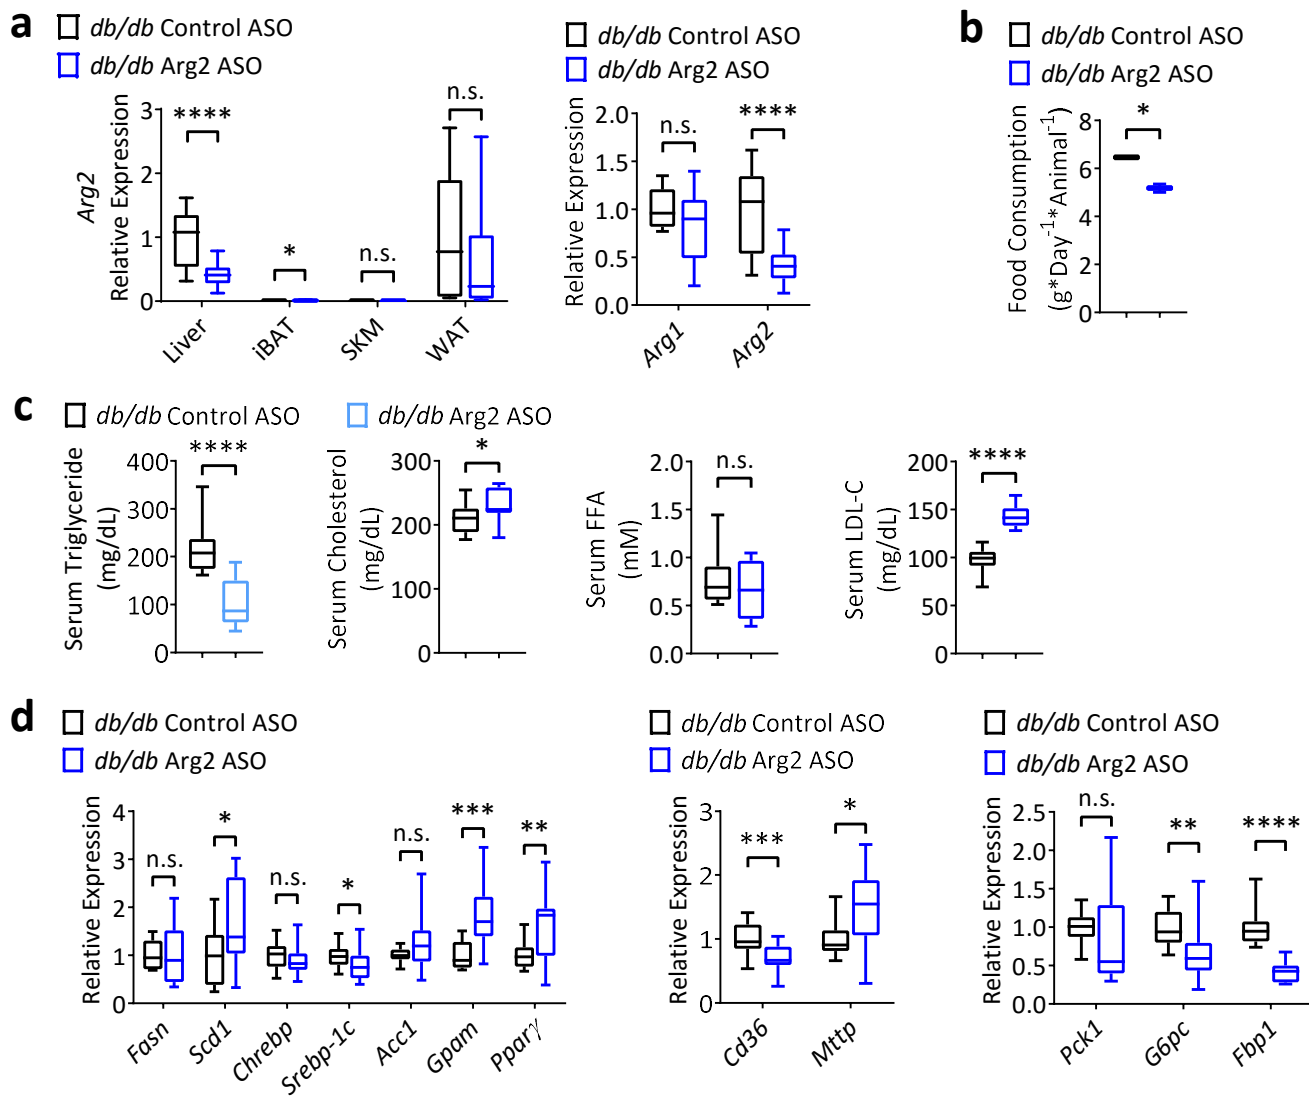 a
db/db Control ASO
db/db Arg2 ASO
Arg2
Relative Expression
3
2
1
0
****
*
n.s.
n.s.
Liver
iBAT
SKM
WAT
db/db Control ASO
db/db Arg2 ASO
Relative Expression
2.0
1.5
1.0
0.5
0.0
n.s.
****
Arg1
Arg2
b
db/db Control ASO
db/db Arg2 ASO
Food Consumption
(g*Day-1*Animal-1)
8
6
4
2
0
*
c
db/db Control ASO
db/db Arg2 ASO
Serum Triglyceride
(mg/dL)
400
300
200
100
0
****
Serum Cholesterol
(mg/dL)
300
200
100
0
*
Serum FFA
(mM)
2.0
1.5
1.0
0.5
0.0
n.s.
Serum LDL-C
(mg/dL)
200
150
100
50
0
****
d
db/db Control ASO
db/db Arg2 ASO
Relative Expression
4
3
2
1
0
n.s.
*
n.s.
*
n.s.
***
**
Fasn
Scd1
Chrebp
Srebp-1c
Acc1
Gpam
Pparγ
db/db Control ASO
db/db Arg2 ASO
Relative Expression
3
2
1
0
***
*
Cd36
Mttp
db/db Control ASO
db/db Arg2 ASO
Relative Expression
2.5
2.0
1.5
1.0
0.5
0.0
n.s.
**
****
Pck1
G6pc
Fbp1